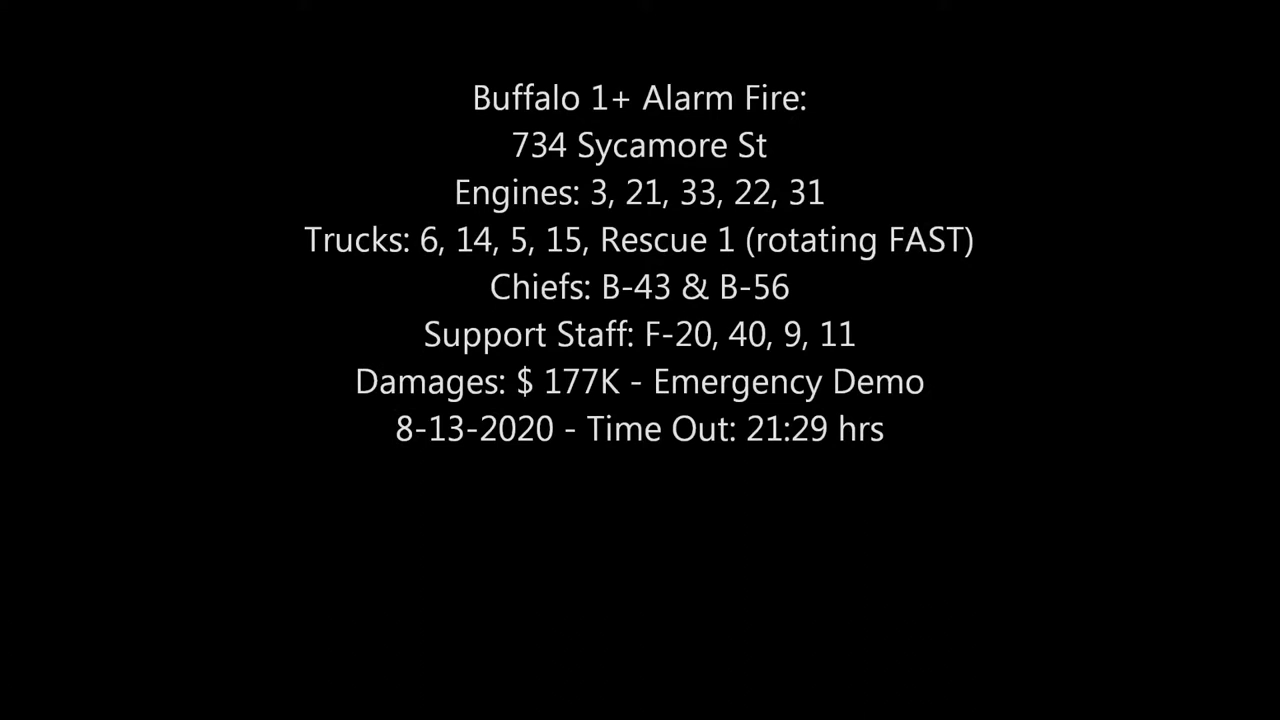 Buffalo 1+ Alarm Fire:
734 Sycamore St
Engines: 3, 21, 33, 22, 31
Trucks: 6, 14, 5, 15, Rescue 1 (rotating FAST)
Chiefs: B-43 & B-56
Support Staff: F-20, 40, 9, 11
Damages: $ 177K - Emergency Demo
8-13-2020 - Time Out: 21:29 hrs